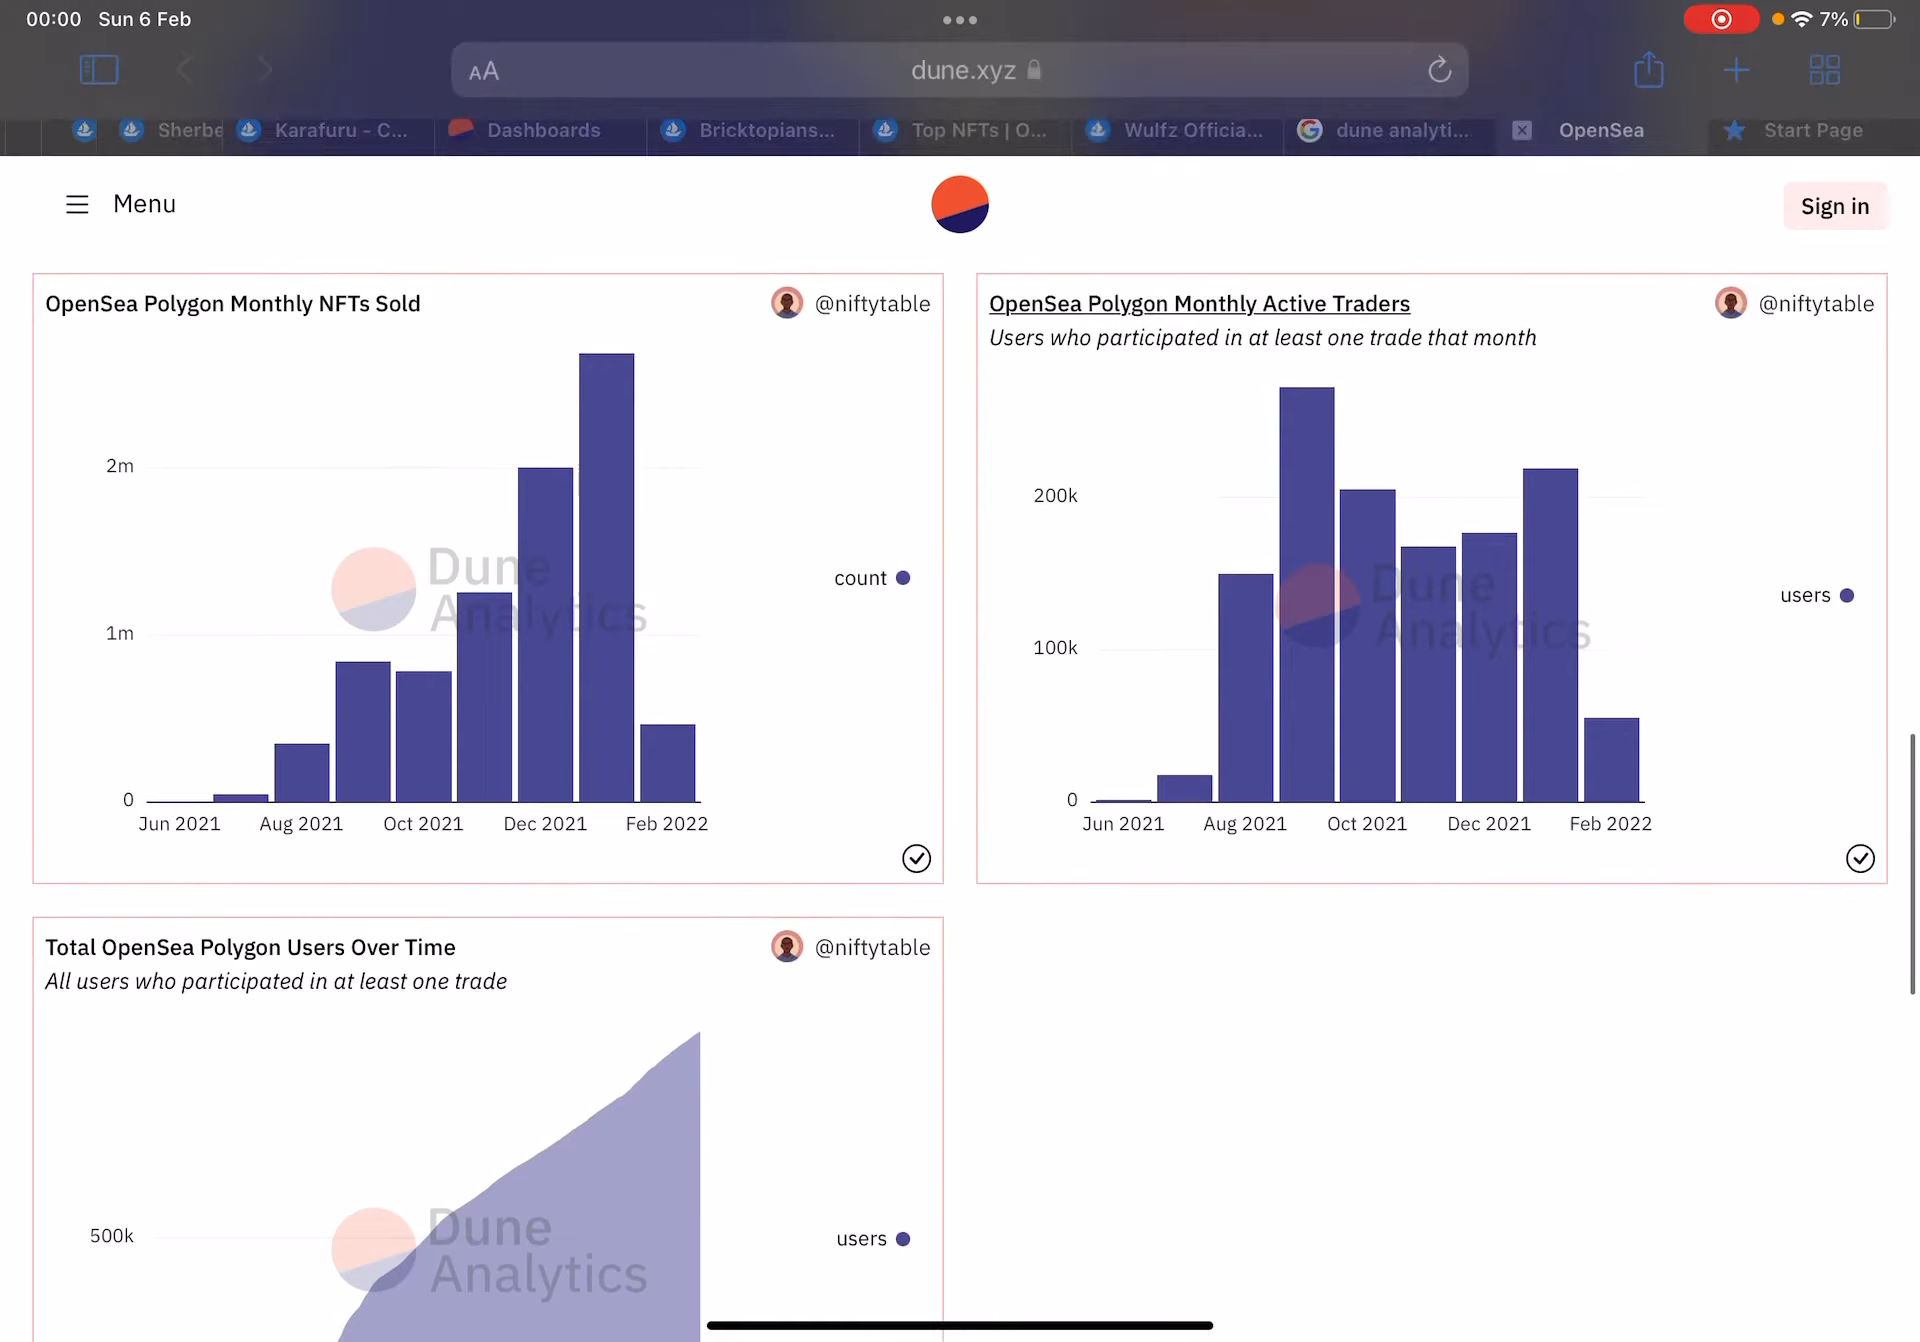 00:00 Sun 6 Feb
7%
AA
dune.xyz
Sherbe
Karafuru - C...
Dashboards
Bricktopians...
Top NFTs | O...
Wulfz Officia...
dune analyti...
OpenSea
Start Page
Menu
Sign in
OpenSea Polygon Monthly NFTs Sold
@niftytable
2m
1m
0
Jun 2021
Aug 2021
Oct 2021
Dec 2021
Feb 2022
Dune
Analytics
count
OpenSea Polygon Monthly Active Traders
@niftytable
Users who participated in at least one trade that month
200k
100k
0
Jun 2021
Aug 2021
Oct 2021
Dec 2021
Feb 2022
Dune
Analytics
users
Total OpenSea Polygon Users Over Time
@niftytable
All users who participated in at least one trade
500k
Dune
Analytics
users